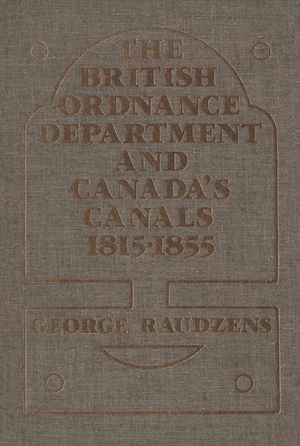 THE
BRITISH
ORDNANCE
DEPARTMENT
AND
CANADA'S
CANALS
1815·1855
GEORGE RAUDZENS